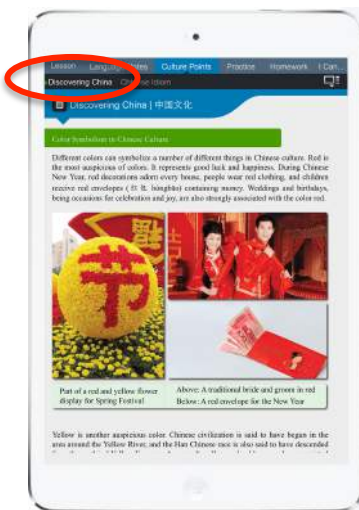 Lesson Language Notes Culture Points Practice Homework I Can...
Discovering China Chinese Idiom
Discovering China | 中国文化
Color Symbolism in Chinese Culture
Different colors can symbolize a number of different things in Chinese culture. Red is
the most auspicious of colors. It represents good luck and happiness. During Chinese
New Year, red decorations adorn every house, people wear red clothing, and children
receive red envelopes (红包, hóngbāo) containing money. Weddings and birthdays,
being occasions for celebration and joy, are also strongly associated with the color red.
节
Part of a red and yellow flower
display for Spring Festival
Above: A traditional bride and groom in red
Below: A red envelope for the New Year
Yellow is another auspicious color. Chinese civilization is said to have begun in the
area around the Yellow River, and the Han Chinese race is also said to have descended